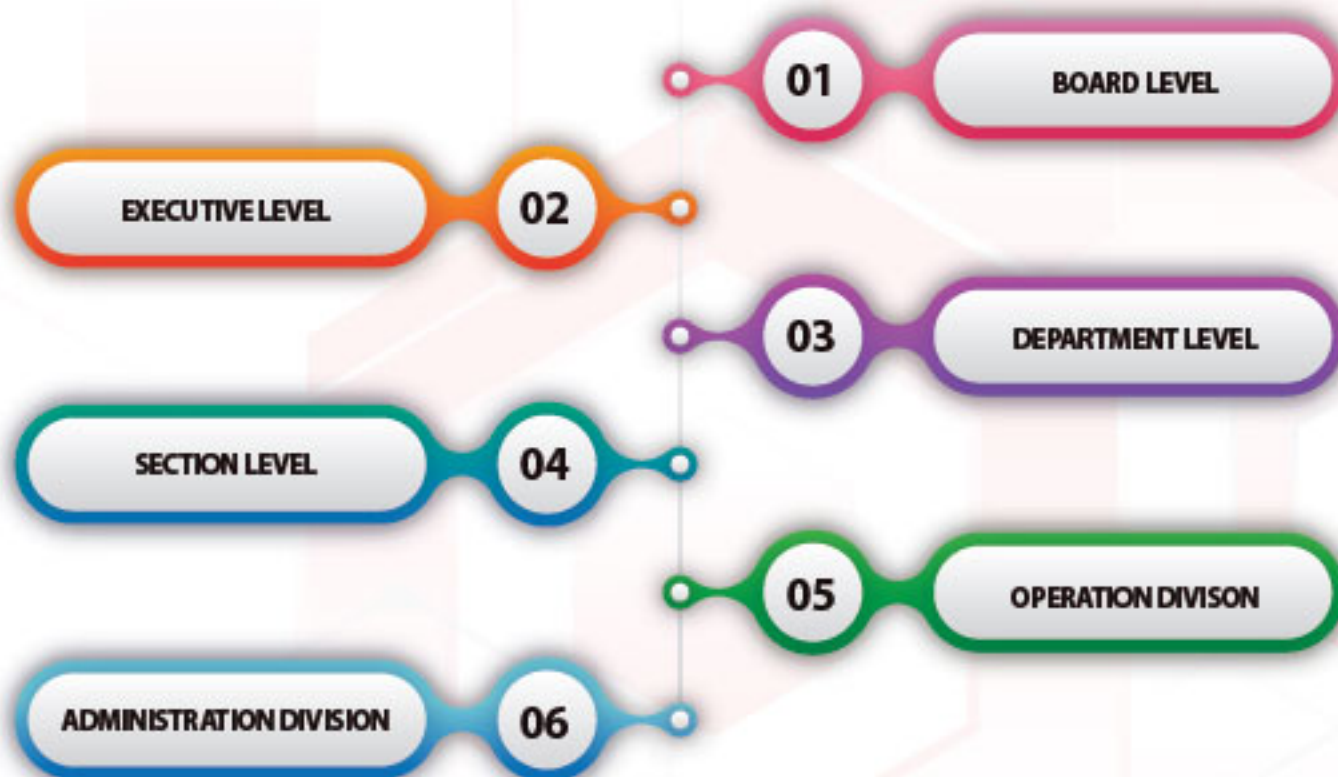 01 BOARD LEVEL
EXECUTIVE LEVEL 02
03 DEPARTMENT LEVEL
SECTION LEVEL 04
05 OPERATION DIVISON
ADMINISTRATION DIVISION 06